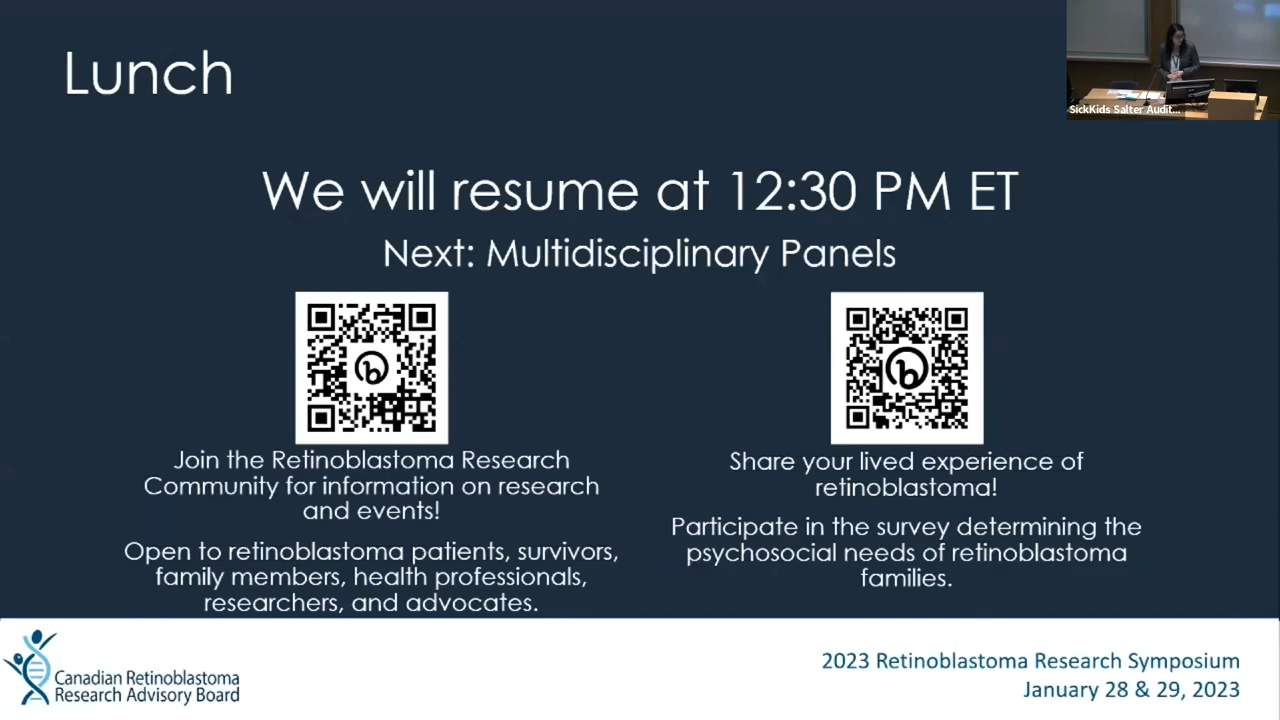 Lunch
SickKids Salter Audit...
We will resume at 12:30 PM ET
Next: Multidisciplinary Panels
Join the Retinoblastoma Research
Community for information on research
and events!
Open to retinoblastoma patients, survivors,
family members, health professionals,
researchers, and advocates.
Share your lived experience of
retinoblastoma!
Participate in the survey determining the
psychosocial needs of retinoblastoma
families.
Canadian Retinoblastoma
Research Advisory Board
2023 Retinoblastoma Research Symposium
January 28 & 29, 2023